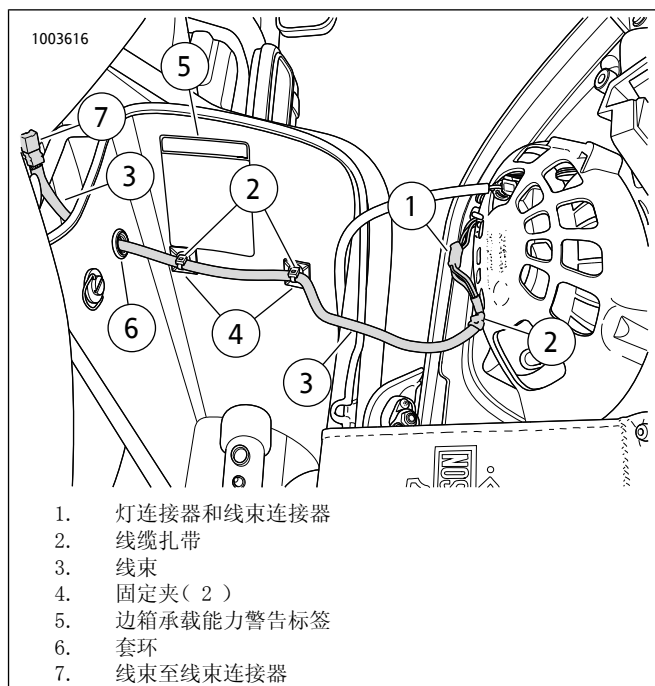 1003616
5
7
3
2
1
6
4
3
2
SON
1. 灯连接器和线束连接器
2. 线缆扎带
3. 线束
4. 固定夹( 2 )
5. 边箱承载能力警告标签
6. 套环
7. 线束至线束连接器